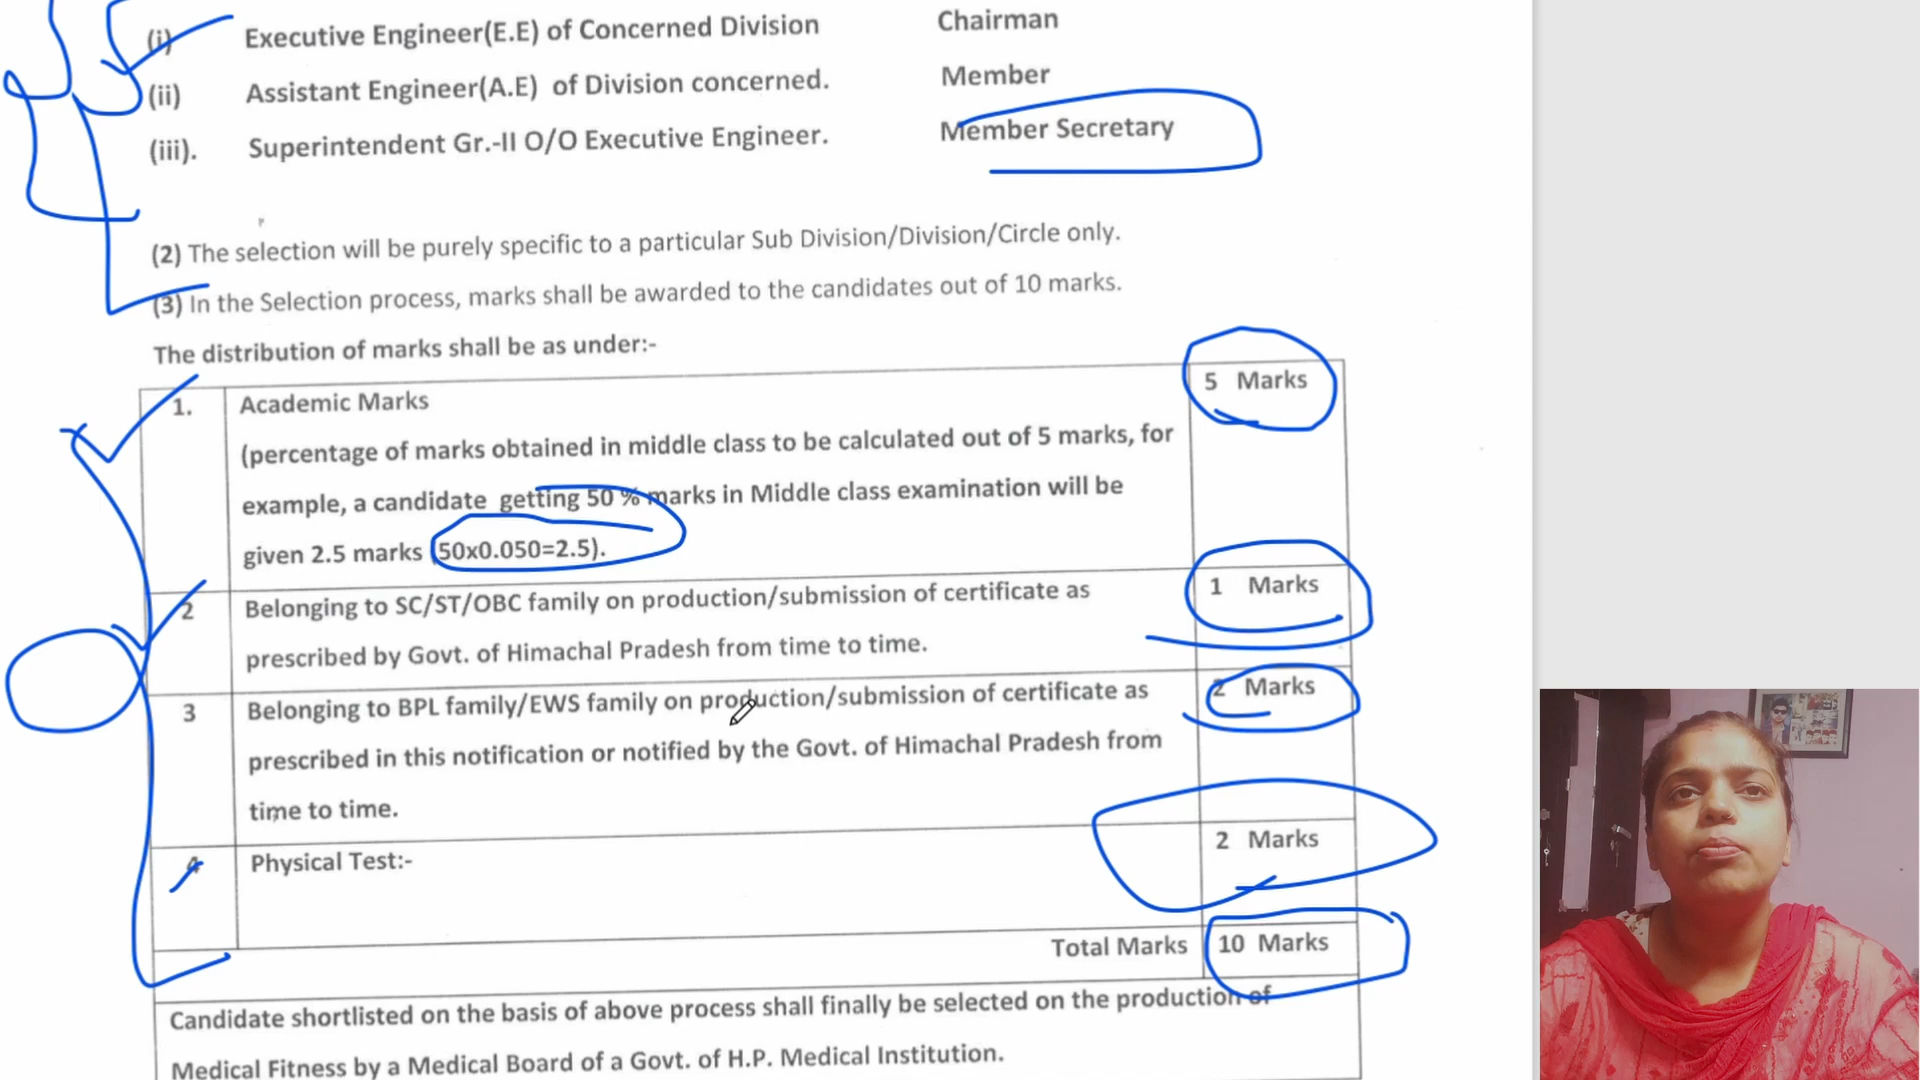 (i) Executive Engineer(E.E) of Concerned Division Chairman
(ii) Assistant Engineer(A.E) of Division concerned. Member
(iii). Superintendent Gr.-II O/O Executive Engineer. Member Secretary
(2) The selection will be purely specific to a particular Sub Division/Division/Circle only.
(3) In the Selection process, marks shall be awarded to the candidates out of 10 marks.
The distribution of marks shall be as under:-
1. Academic Marks 5 Marks
(percentage of marks obtained in middle class to be calculated out of 5 marks, for
example, a candidate getting 50 % marks in Middle class examination will be
given 2.5 marks (50x0.050=2.5).
2 Belonging to SC/ST/OBC family on production/submission of certificate as 1 Marks
prescribed by Govt. of Himachal Pradesh from time to time.
3 Belonging to BPL family/EWS family on production/submission of certificate as 2 Marks
prescribed in this notification or notified by the Govt. of Himachal Pradesh from
time to time.
4 Physical Test:- 2 Marks
Total Marks 10 Marks
Candidate shortlisted on the basis of above process shall finally be selected on the production of
Medical Fitness by a Medical Board of a Govt. of H.P. Medical Institution.